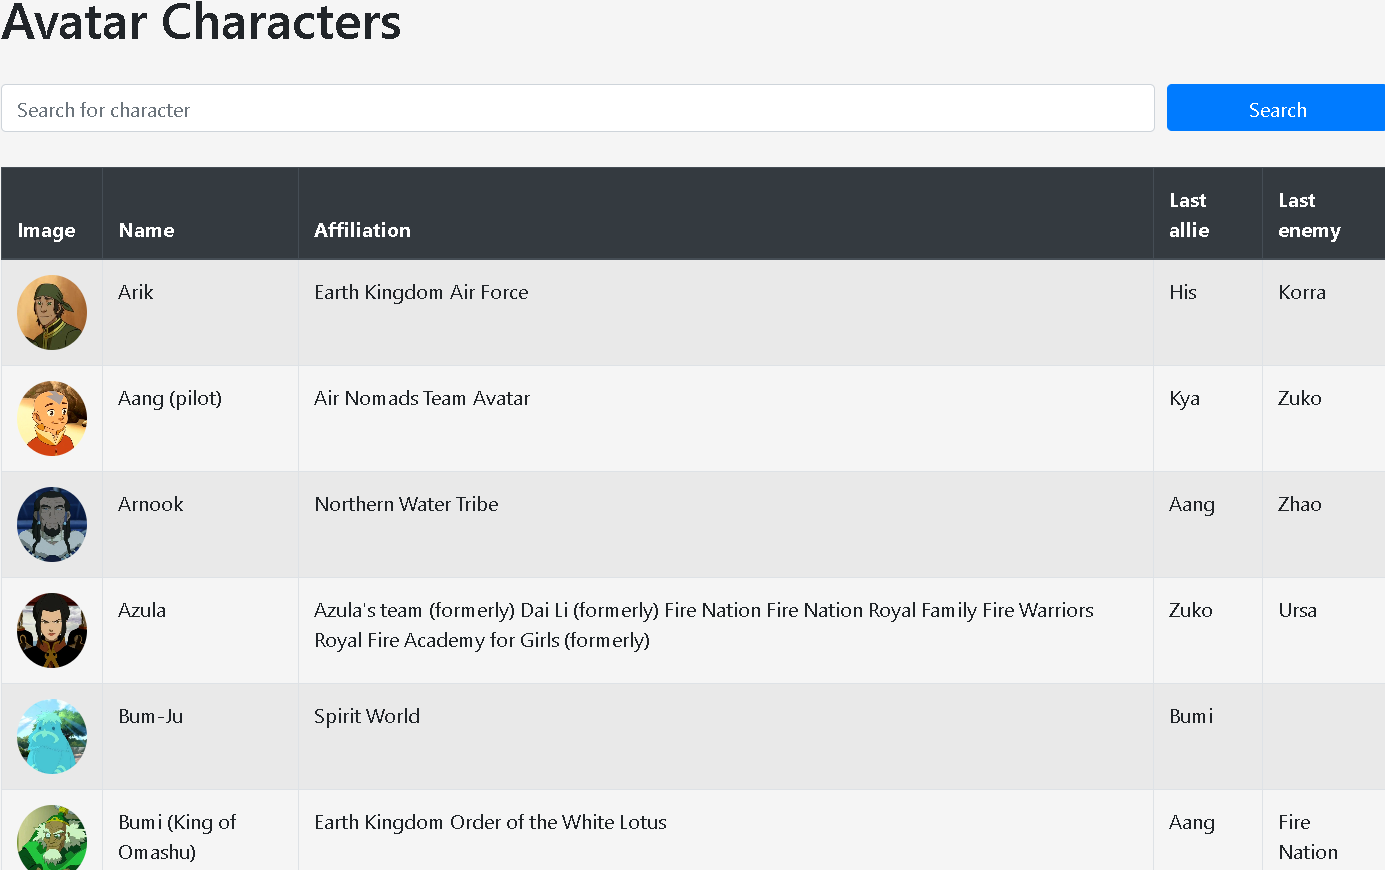 Avatar Characters
Search for character
Search
Image
Name
Affiliation
Last
allie
Last
enemy
Arik
Earth Kingdom Air Force
His
Korra
Aang (pilot)
Air Nomads Team Avatar
Kya
Zuko
Arnook
Northern Water Tribe
Aang
Zhao
Azula
Azula's team (formerly) Dai Li (formerly) Fire Nation Fire Nation Royal Family Fire Warriors
Royal Fire Academy for Girls (formerly)
Zuko
Ursa
Bum-Ju
Spirit World
Bumi
Bumi (King of
Omashu)
Earth Kingdom Order of the White Lotus
Aang
Fire
Nation